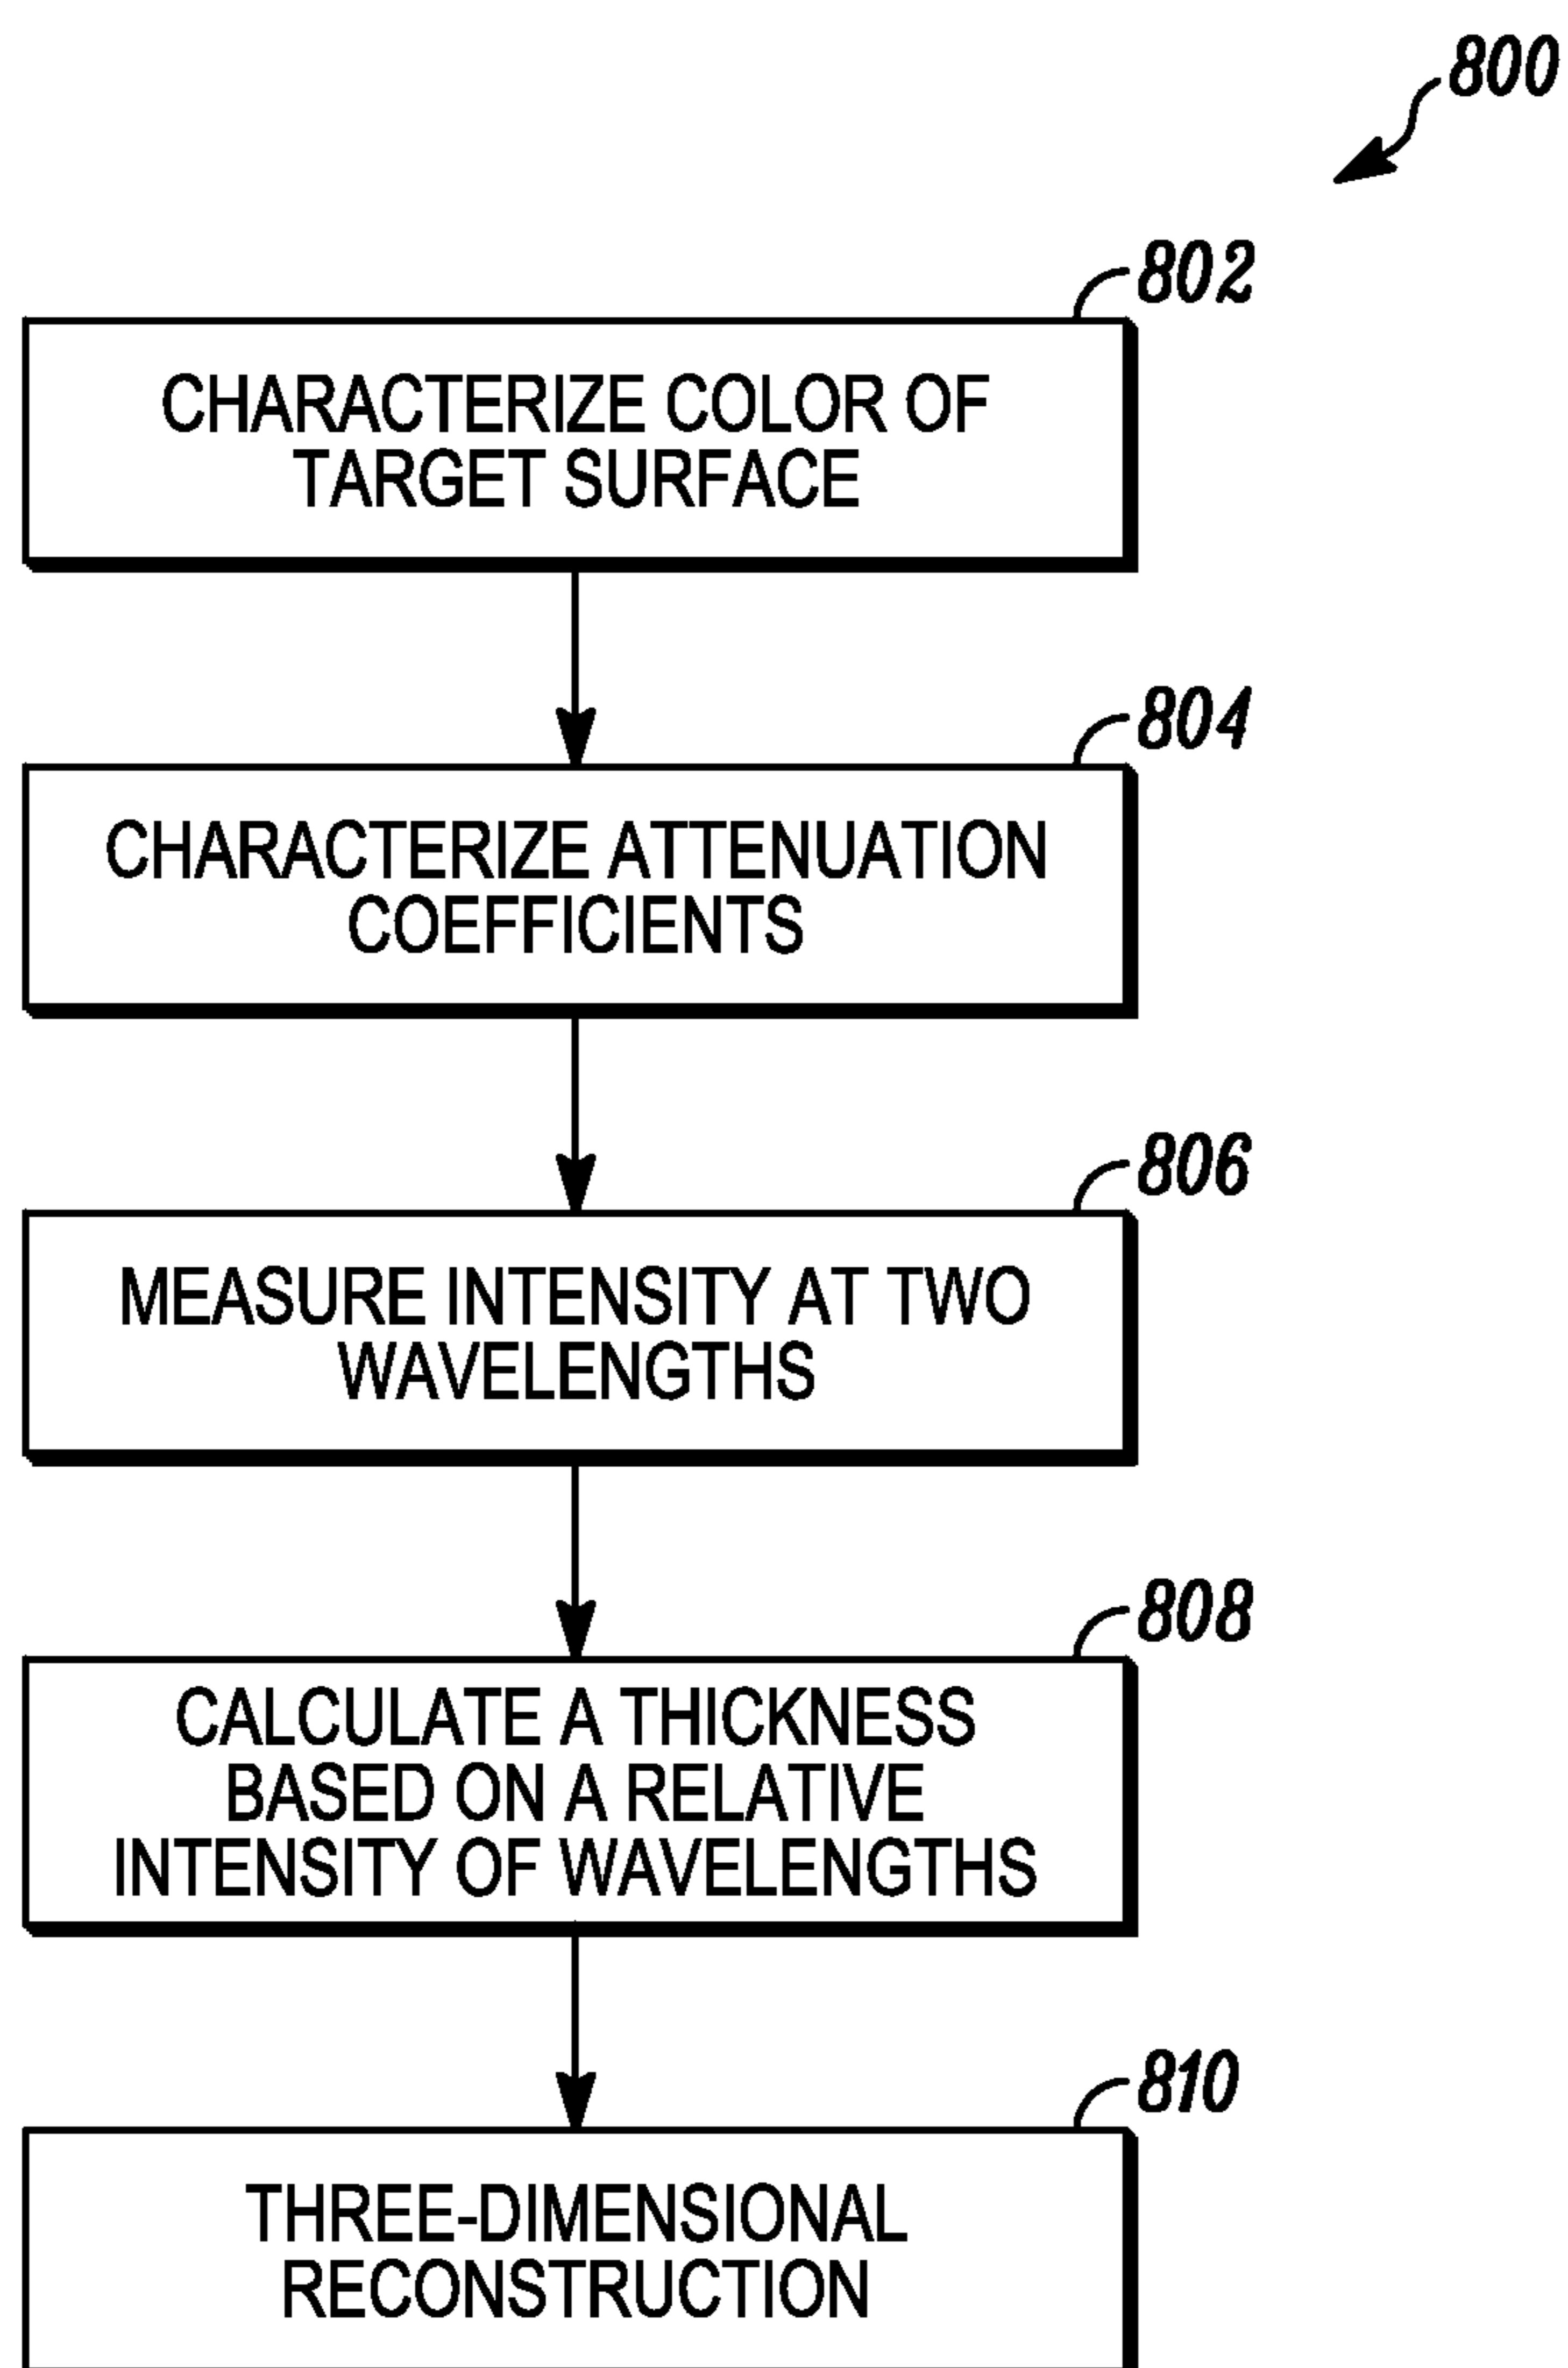 800
802
CHARACTERIZE COLOR OF
TARGET SURFACE
804
CHARACTERIZE ATTENUATION
COEFFICIENTS
806
MEASURE INTENSITY AT TWO
WAVELENGTHS
808
CALCULATE A THICKNESS
BASED ON A RELATIVE
INTENSITY OF WAVELENGTHS
810
THREE-DIMENSIONAL
RECONSTRUCTION